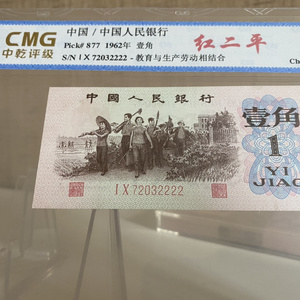 CMG
中乾评级
中国 / 中国人民银行
Pick# 877 1962年 壹角
S/N I X 72032222 - 教育与生产劳动相结合
红二平
中国人民银行
壹角
1
YI
JIAO
I X 72032222